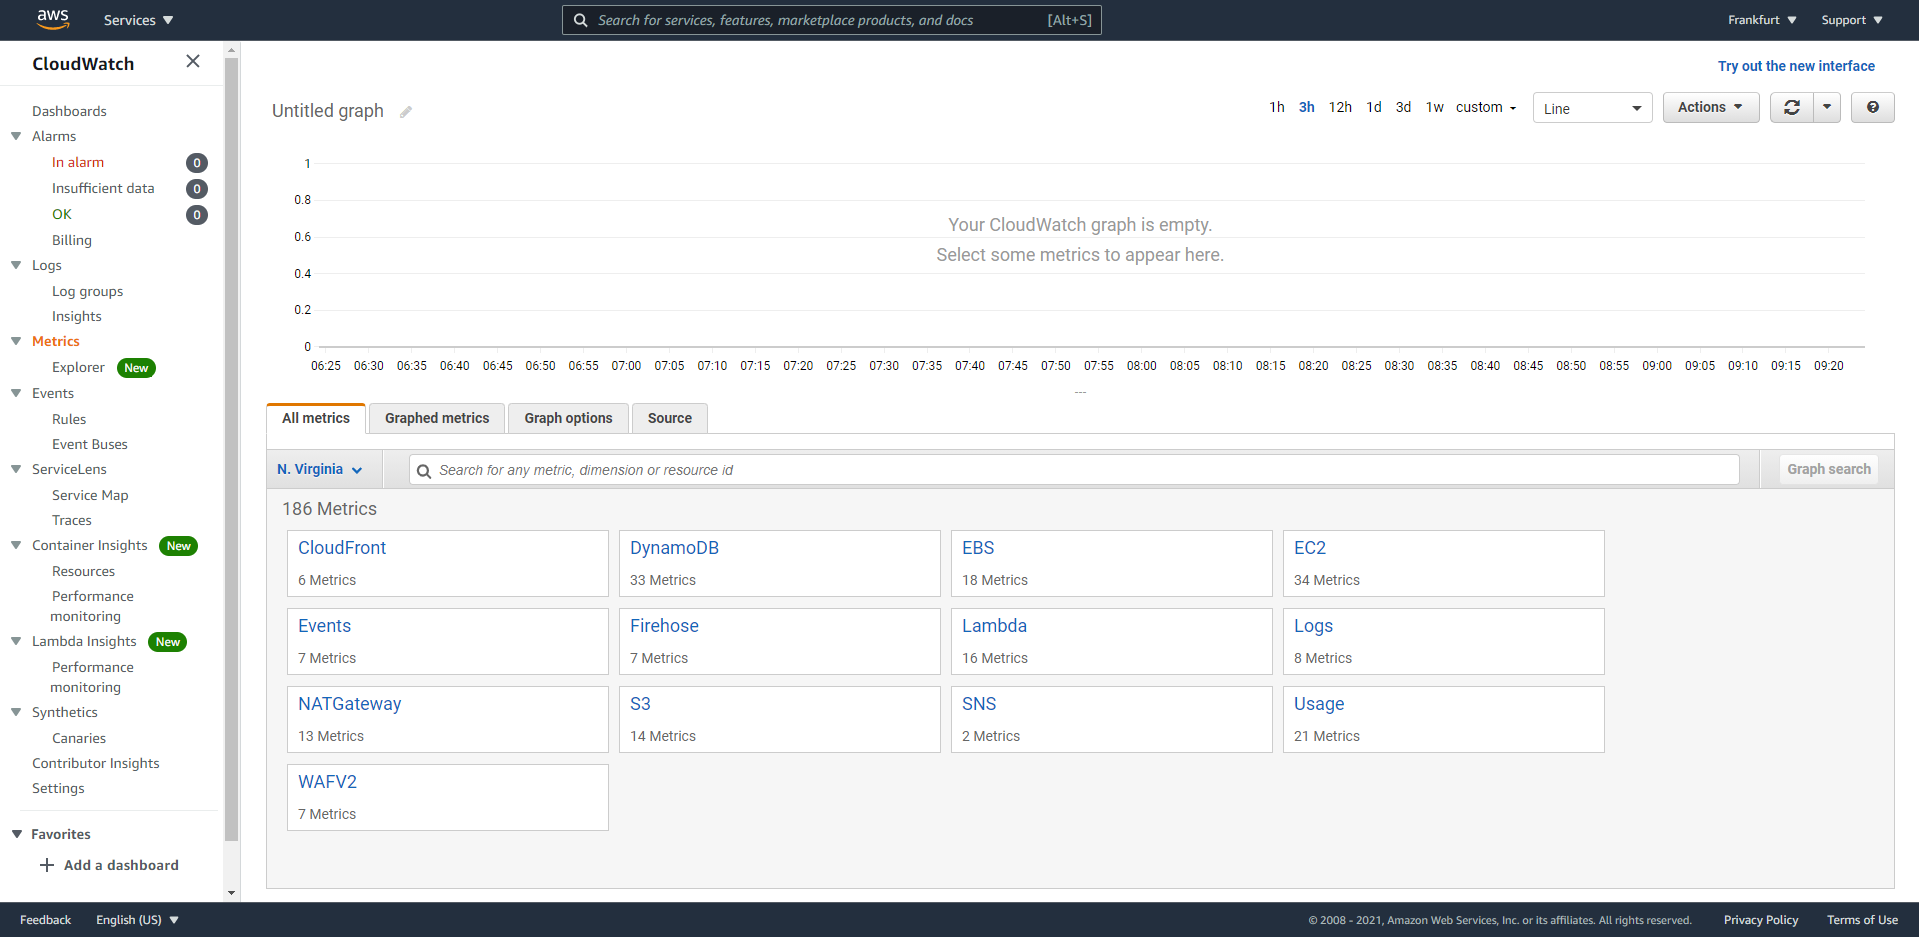 aws Services Search for services, features, marketplace products, and docs [Alt+S] Frankfurt Support
CloudWatch
Dashboards
Alarms
In alarm 0
Insufficient data 0
OK 0
Billing
Logs
Log groups
Insights
Metrics
Explorer New
Events
Rules
Event Buses
ServiceLens
Service Map
Traces
Container Insights New
Resources
Performance
monitoring
Lambda Insights New
Performance
monitoring
Synthetics
Canaries
Contributor Insights
Settings
Favorites
Add a dashboard
Try out the new interface
Untitled graph 1h 3h 12h 1d 3d 1w custom Line Actions
1
0.8
Your CloudWatch graph is empty.
0.6
Select some metrics to appear here.
0.4
0.2
0
06:25 06:30 06:35 06:40 06:45 06:50 06:55 07:00 07:05 07:10 07:15 07:20 07:25 07:30 07:35 07:40 07:45 07:50 07:55 08:00 08:05 08:10 08:15 08:20 08:25 08:30 08:35 08:40 08:45 08:50 08:55 09:00 09:05 09:10 09:15 09:20
---
All metrics Graphed metrics Graph options Source
N. Virginia Search for any metric, dimension or resource id Graph search
186 Metrics
CloudFront DynamoDB EBS EC2
6 Metrics 33 Metrics 18 Metrics 34 Metrics
Events Firehose Lambda Logs
7 Metrics 7 Metrics 16 Metrics 8 Metrics
NATGateway S3 SNS Usage
13 Metrics 14 Metrics 2 Metrics 21 Metrics
WAFV2
7 Metrics
Feedback English (US) © 2008 - 2021, Amazon Web Services, Inc. or its affiliates. All rights reserved. Privacy Policy Terms of Use